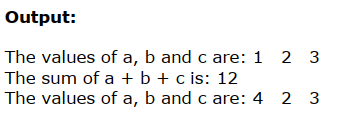 Output:
The values of a, b and c are: 1 2 3
The sum of a + b + c is: 12
The values of a, b and c are: 4 2 3